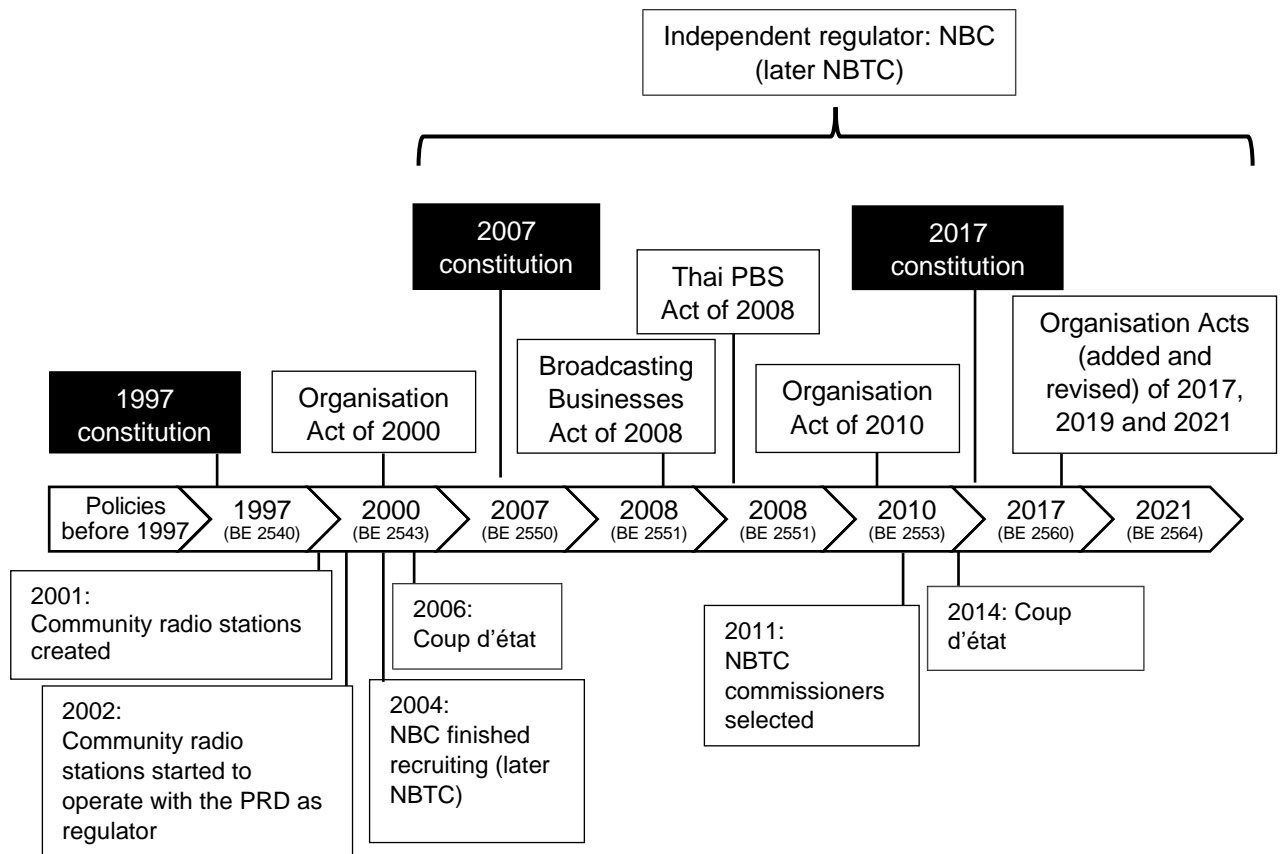 Independent regulator: NBC
(later NBTC)
2007
constitution
2017
constitution
Thai PBS
Act of 2008
Organisation Acts
(added and
revised) of 2017,
2019 and 2021
Broadcasting
Businesses
Act of 2008
1997
constitution
Organisation
Act of 2000
Organisation
Act of 2010
Policies
before 1997
1997
(BE 2540)
2000
(BE 2543)
2007
(BE 2550)
2008
(BE 2551)
2008
(BE 2551)
2010
(BE 2553)
2017
(BE 2560)
2021
(BE 2564)
2001:
Community radio stations
created
2006:
Coup d’état
2011:
NBTC
commissioners
selected
2014: Coup
d’état
2002:
Community radio
stations started to
operate with the PRD as
regulator
2004:
NBC finished
recruiting (later
NBTC)